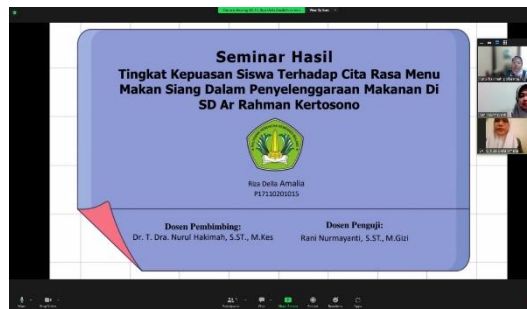 Seminar Hasil
Tingkat Kepuasan Siswa Terhadap Cita Rasa Menu
Makan Siang Dalam Penyelenggaraan Makanan Di
SD Ar Rahman Kertosono
Riza Della Amalia
P17110201015
Dosen Pembimbing:
Dr. T. Dra. Nurul Hakimah, S.ST., M.Kes
Dosen Penguji:
Rani Nurmayanti, S.ST., M.Gizi